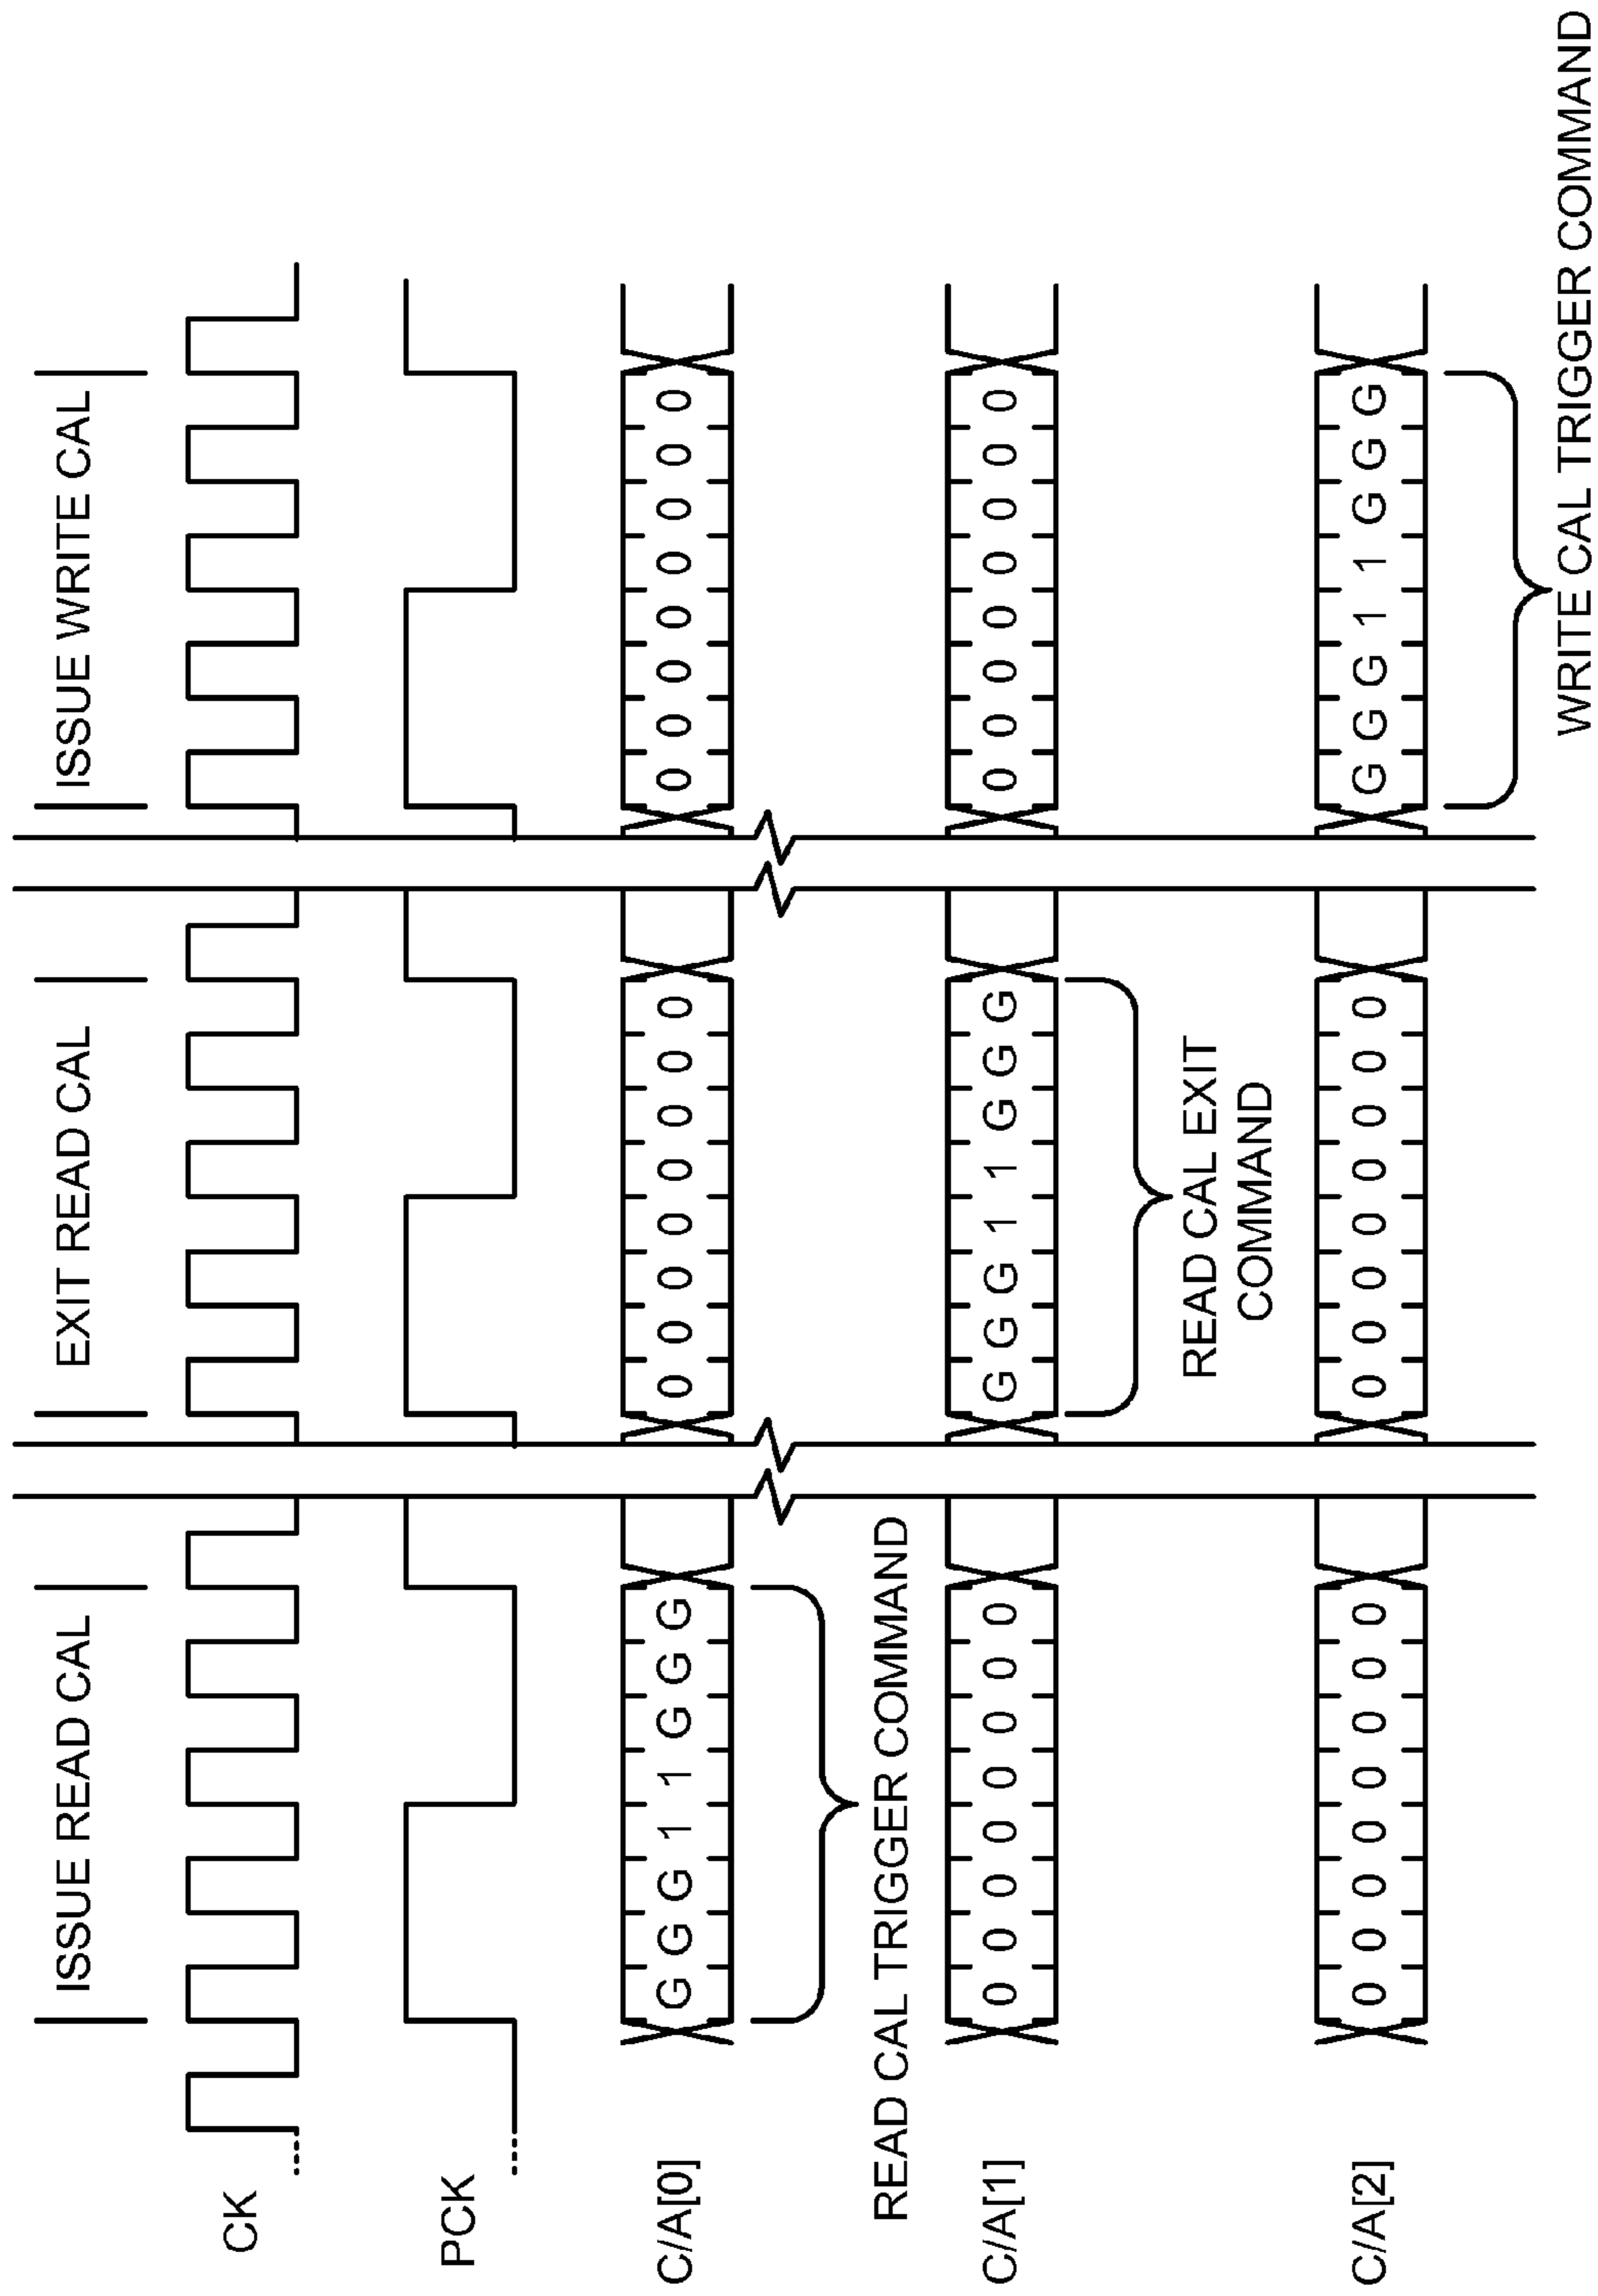 ISSUE READ CAL
EXIT READ CAL
ISSUE WRITE CAL
CK
PCK
C/A[0]
G G G 1 1 G G G
0 0 0 0 0 0 0 0
0 0 0 0 0 0 0 0
READ CAL TRIGGER COMMAND
C/A[1]
0 0 0 0 0 0 0 0
G G G 1 1 G G G
0 0 0 0 0 0 0 0
READ CAL EXIT
COMMAND
C/A[2]
0 0 0 0 0 0 0 0
0 0 0 0 0 0 0 0
G G G 1 1 G G G
WRITE CAL TRIGGER COMMAND